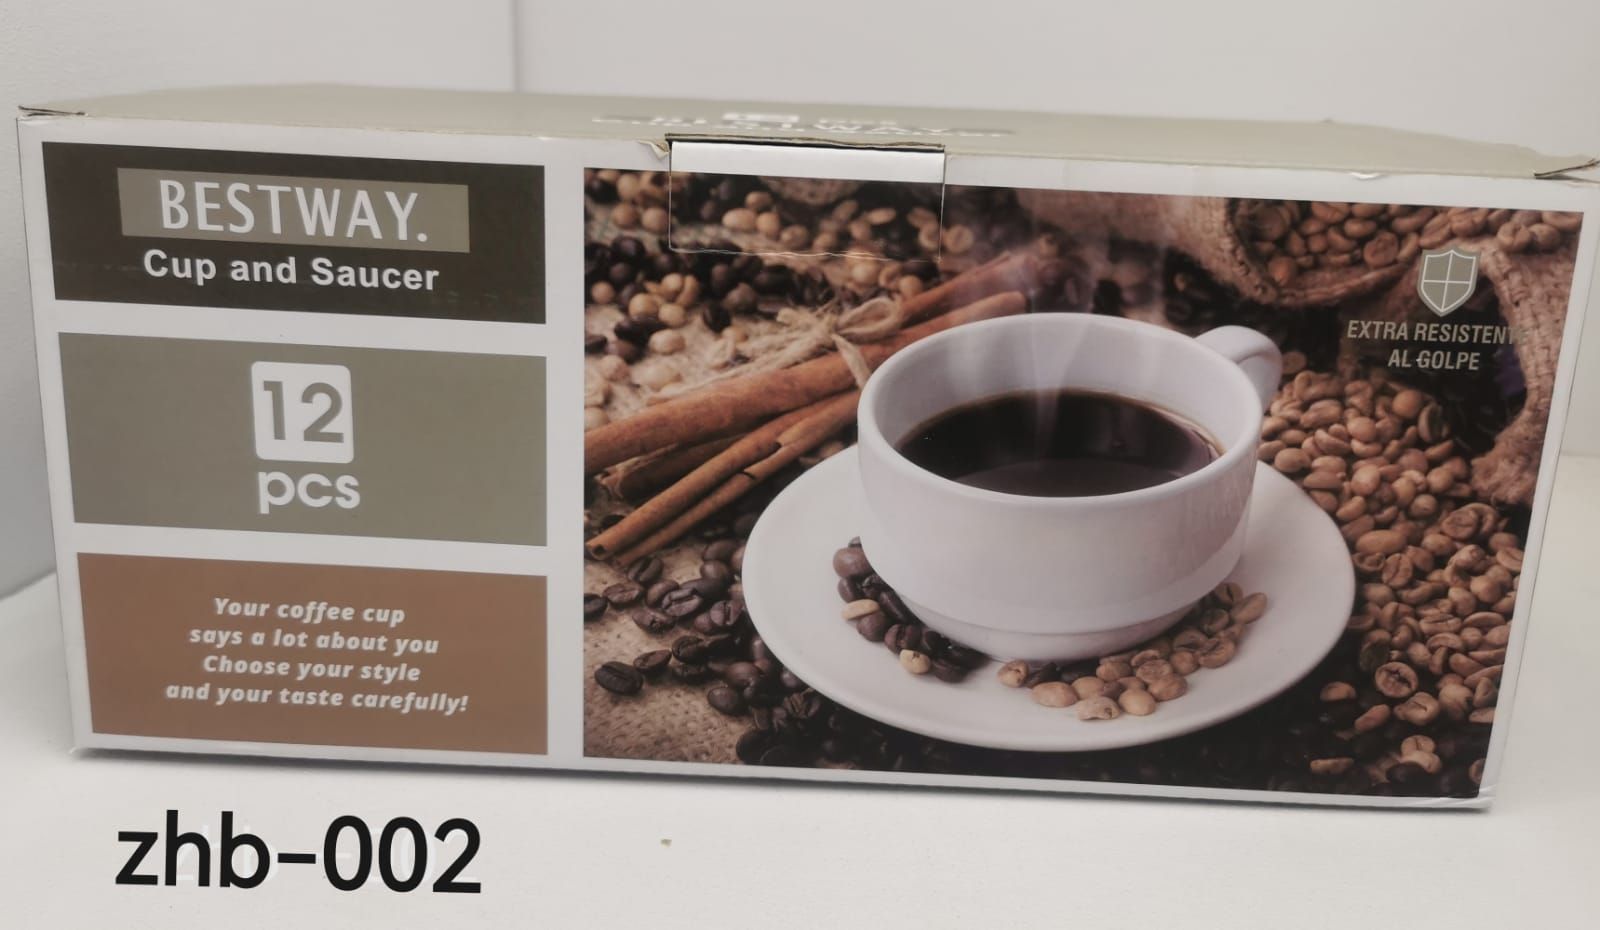 BESTWAY.
Cup and Saucer
12
pcs
Your coffee cup
says a lot about you
Choose your style
and your taste carefully!
EXTRA RESISTENTE
AL GOLPE
zhb-002